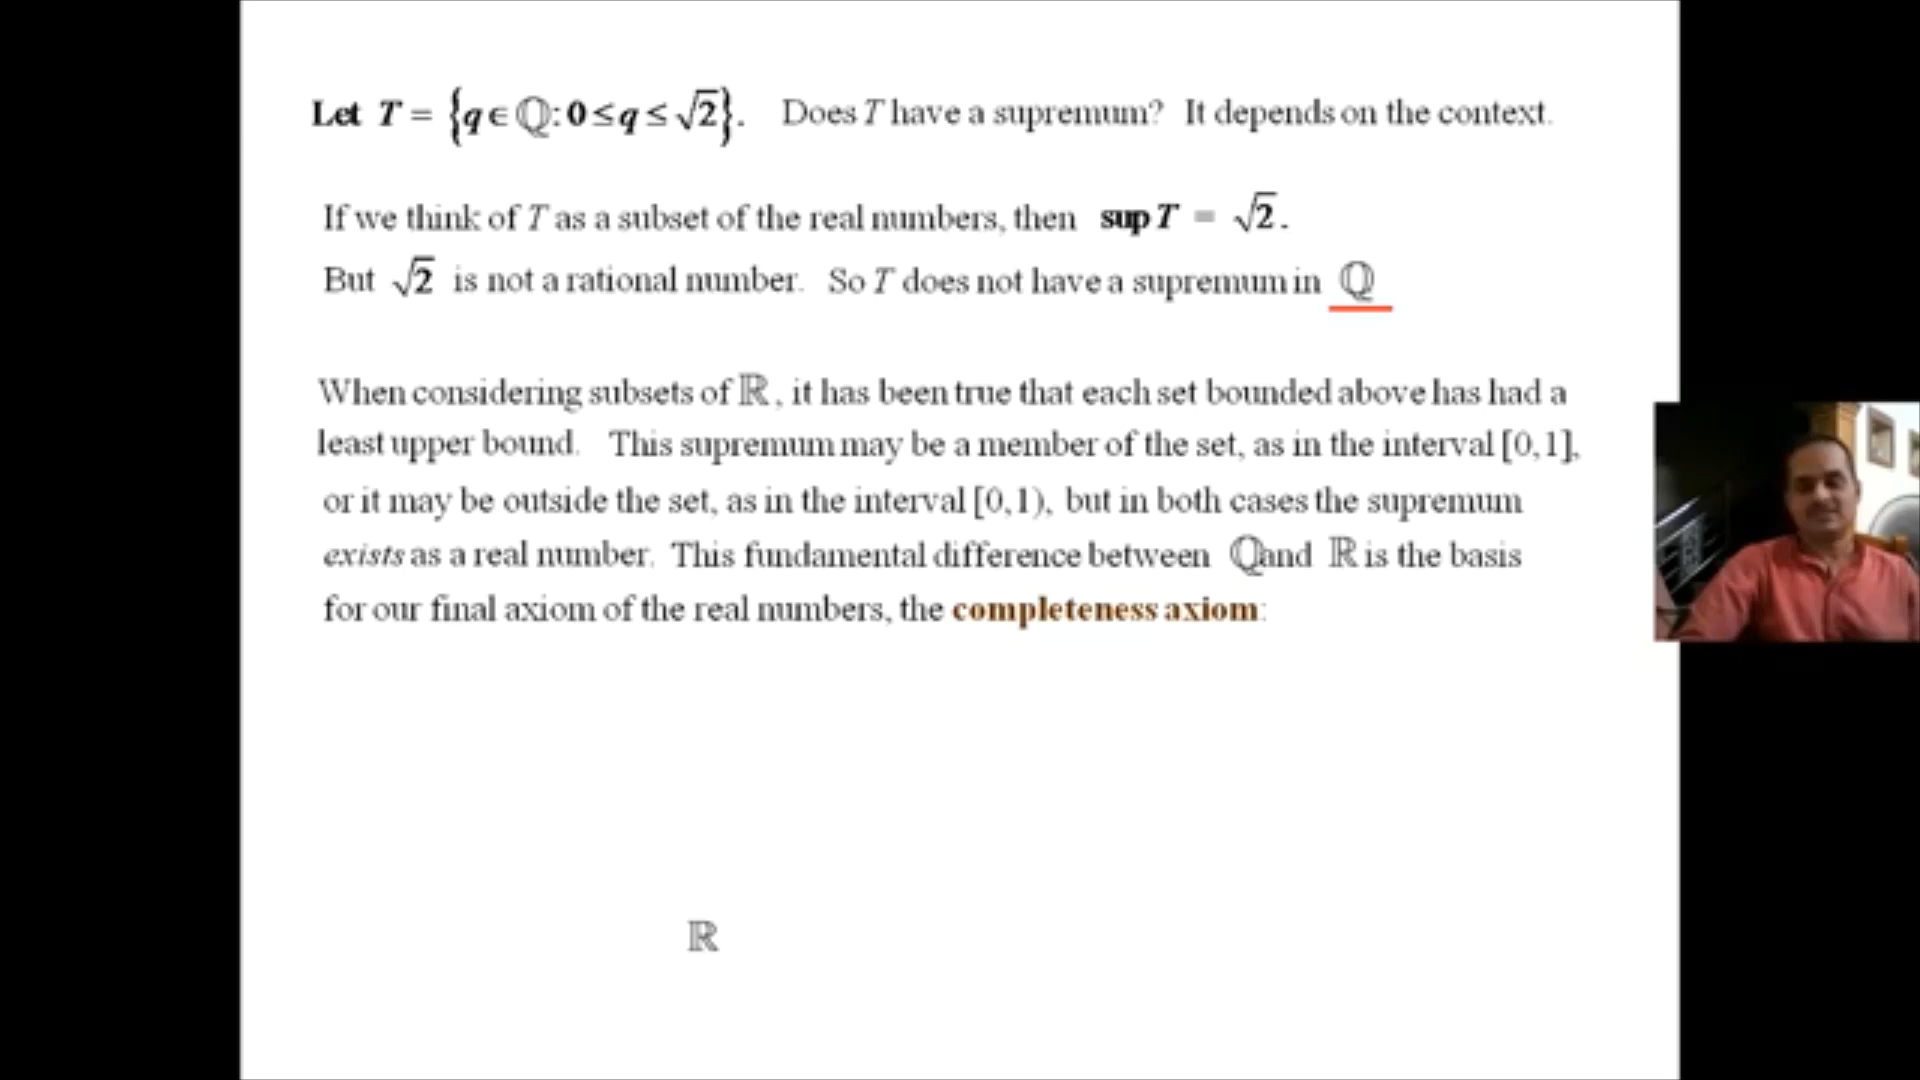 Let T = {q ∈ ℚ: 0 ≤ q ≤ √2}. Does T have a supremum? It depends on the context.
If we think of T as a subset of the real numbers, then sup T = √2.
But √2 is not a rational number. So T does not have a supremum in ℚ
When considering subsets of ℝ, it has been true that each set bounded above has had a
least upper bound. This supremum may be a member of the set, as in the interval [0,1],
or it may be outside the set, as in the interval [0,1), but in both cases the supremum
exists as a real number. This fundamental difference between ℚand ℝ is the basis
for our final axiom of the real numbers, the completeness axiom:
ℝ